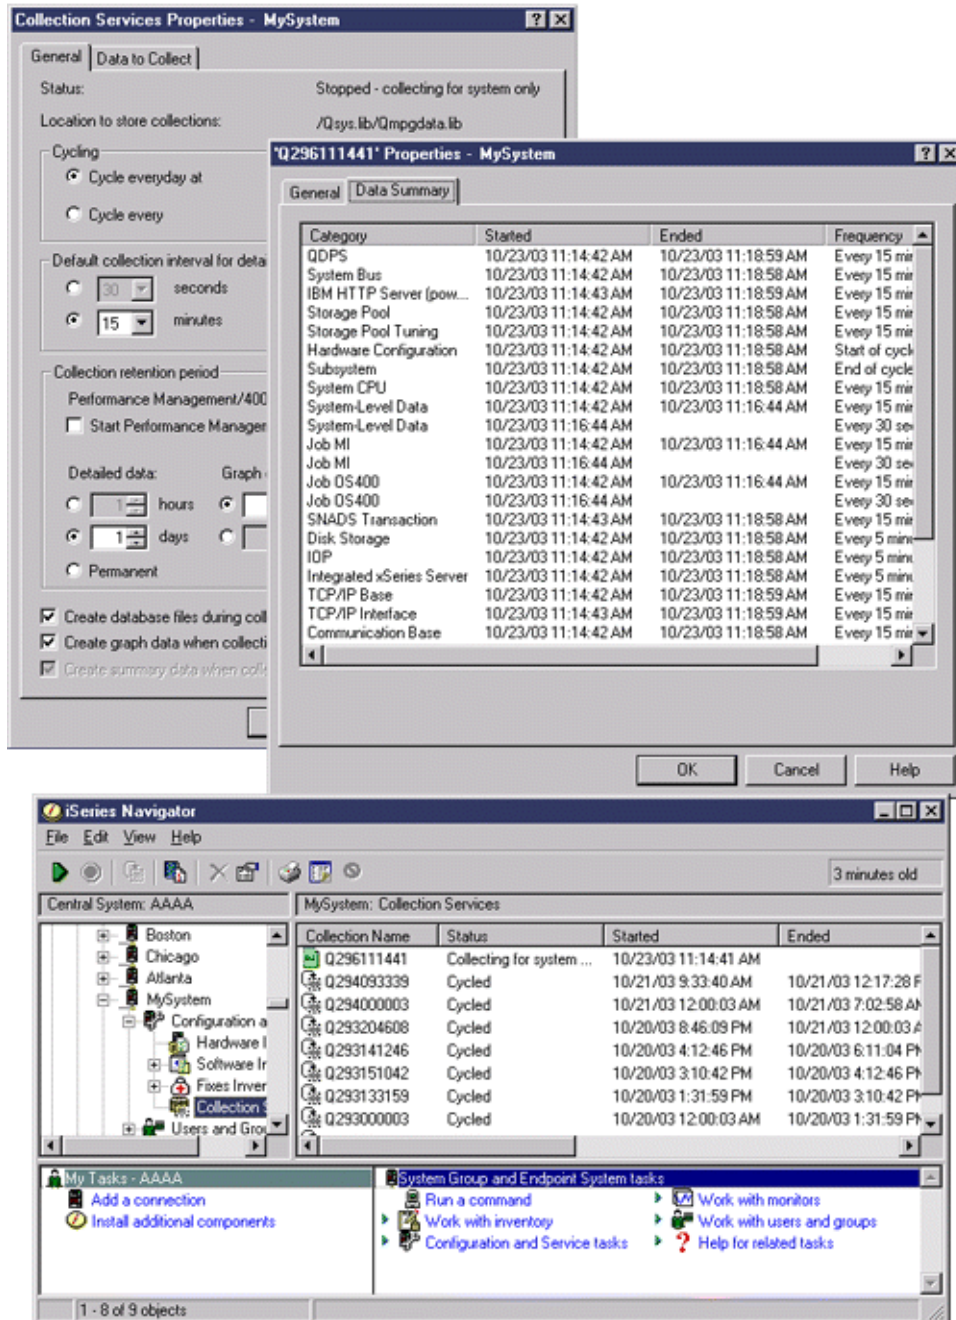 Collection Services Properties - MySystem
General Data to Collect
Status: Stopped - collecting for system only
Location to store collections: /Qsys.lib/Qmpgdata.lib
Cycling
Cycle everyday at
Cycle every
Default collection interval for detai
30 seconds
15 minutes
Collection retention period
Performance Management/400
Start Performance Manager
Detailed data: Graph
1 hours
1 days
Permanent
Create database files during coll
Create graph data when collecti
Create summary data when coll
'Q296111441' Properties - MySystem
General Data Summary
Category Started Ended Frequency
QDPS 10/23/03 11:14:42 AM 10/23/03 11:18:59 AM Every 15 min
System Bus 10/23/03 11:14:42 AM 10/23/03 11:18:58 AM Every 15 min
IBM HTTP Server (pow... 10/23/03 11:14:43 AM 10/23/03 11:18:59 AM Every 15 min
Storage Pool 10/23/03 11:14:42 AM 10/23/03 11:18:58 AM Every 15 min
Storage Pool Tuning 10/23/03 11:14:42 AM 10/23/03 11:18:58 AM Every 15 min
Hardware Configuration 10/23/03 11:14:42 AM 10/23/03 11:18:58 AM Start of cycl
Subsystem 10/23/03 11:14:42 AM 10/23/03 11:18:58 AM End of cycle
System CPU 10/23/03 11:14:42 AM 10/23/03 11:18:58 AM Every 15 min
System-Level Data 10/23/03 11:14:42 AM 10/23/03 11:16:44 AM Every 15 min
System-Level Data 10/23/03 11:16:44 AM Every 30 se
Job MI 10/23/03 11:14:42 AM 10/23/03 11:16:44 AM Every 15 min
Job MI 10/23/03 11:16:44 AM Every 30 se
Job OS400 10/23/03 11:14:42 AM 10/23/03 11:16:44 AM Every 15 min
Job OS400 10/23/03 11:16:44 AM Every 30 se
SNADS Transaction 10/23/03 11:14:43 AM 10/23/03 11:18:58 AM Every 15 min
Disk Storage 10/23/03 11:14:42 AM 10/23/03 11:18:58 AM Every 5 minu
IOP 10/23/03 11:14:42 AM 10/23/03 11:18:58 AM Every 5 minu
Integrated xSeries Server 10/23/03 11:14:42 AM 10/23/03 11:18:58 AM Every 5 minu
TCP/IP Base 10/23/03 11:14:42 AM 10/23/03 11:18:58 AM Every 15 min
TCP/IP Interface 10/23/03 11:14:43 AM 10/23/03 11:18:58 AM Every 15 min
Communication Base 10/23/03 11:14:42 AM 10/23/03 11:18:58 AM Every 15 min
OK Cancel Help
iSeries Navigator
File Edit View Help
3 minutes old
Central System: AAAA MySystem: Collection Services
Boston
Chicago
Atlanta
MySystem
Configuration a
Hardware I
Software In
Fixes Inver
Collection S
Users and Grou
Collection Name Status Started Ended
Q296111441 Collecting for system ... 10/23/03 11:14:41 AM
Q294093339 Cycled 10/21/03 9:33:40 AM 10/21/03 12:17:28 P
Q294000003 Cycled 10/21/03 12:00:03 AM 10/21/03 7:02:58 AM
Q293204608 Cycled 10/20/03 8:46:09 PM 10/21/03 12:00:03 A
Q293141246 Cycled 10/20/03 4:12:46 PM 10/20/03 6:11:04 PM
Q293151042 Cycled 10/20/03 3:10:42 PM 10/20/03 4:12:46 PM
Q293133159 Cycled 10/20/03 1:31:59 PM 10/20/03 3:10:42 PM
Q293000003 Cycled 10/20/03 12:00:03 AM 10/20/03 1:31:59 PM
My Tasks - AAAA
Add a connection
Install additional components
System Group and Endpoint System tasks
Run a command
Work with inventory
Configuration and Service tasks
Work with monitors
Work with users and groups
Help for related tasks
1 - 8 of 9 objects